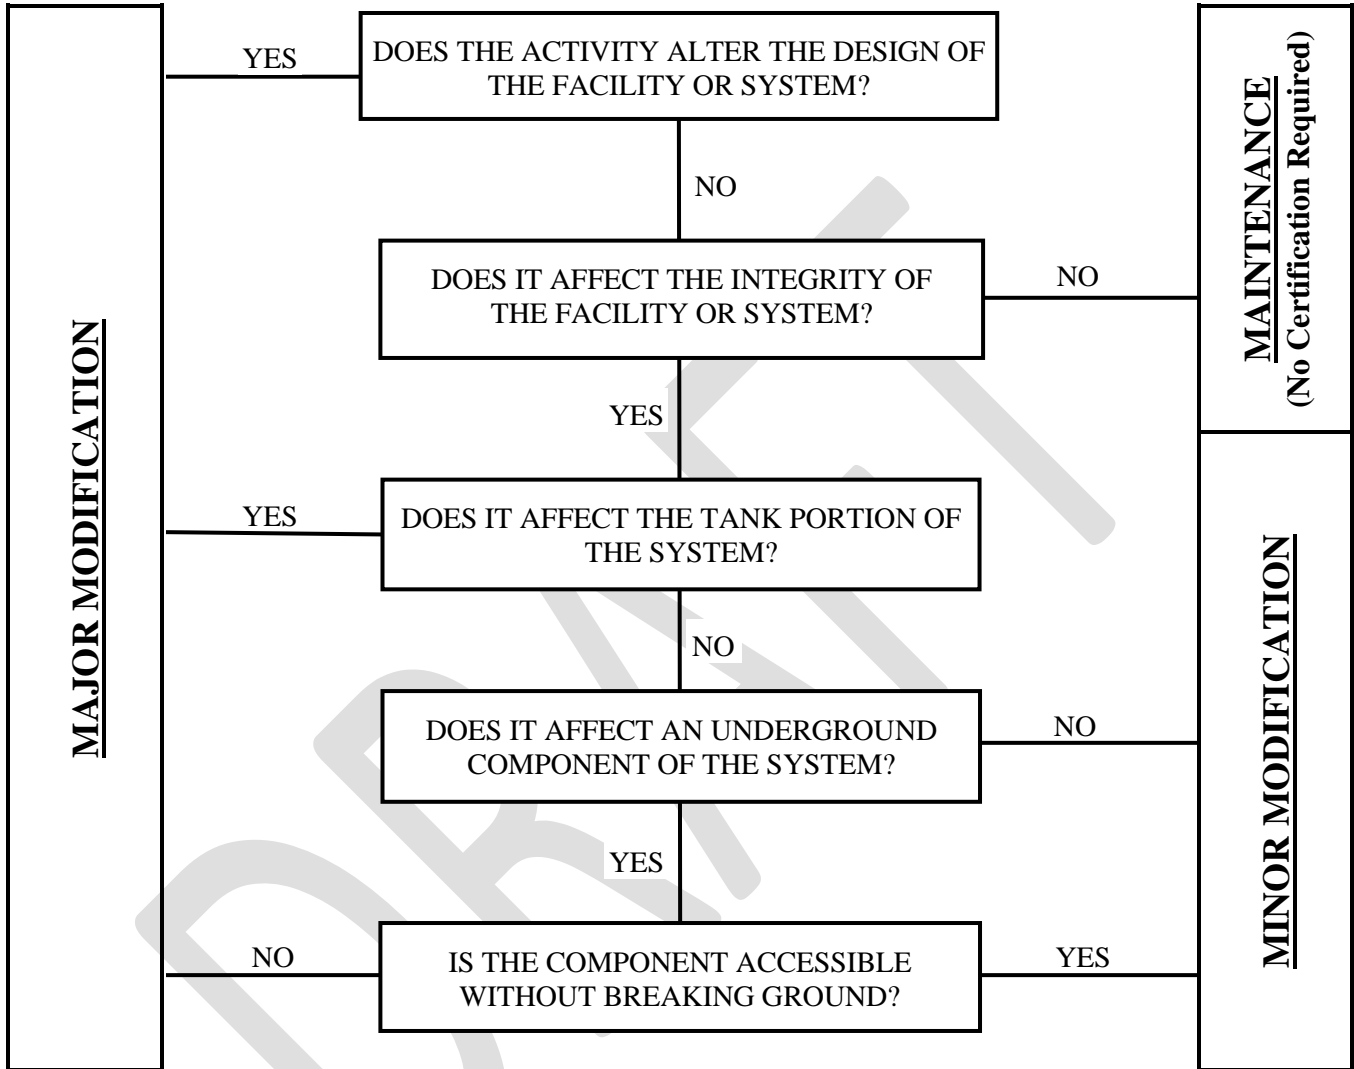 YES
DOES THE ACTIVITY ALTER THE DESIGN OF
THE FACILITY OR SYSTEM?
NO
DOES IT AFFECT THE INTEGRITY OF
THE FACILITY OR SYSTEM?
NO
MAINTENANCE
(No Certification Required)
YES
MAJOR MODIFICATION
YES
DOES IT AFFECT THE TANK PORTION OF
THE SYSTEM?
NO
DOES IT AFFECT AN UNDERGROUND
COMPONENT OF THE SYSTEM?
NO
MINOR MODIFICATION
YES
NO
IS THE COMPONENT ACCESSIBLE
WITHOUT BREAKING GROUND?
YES
DRAFT